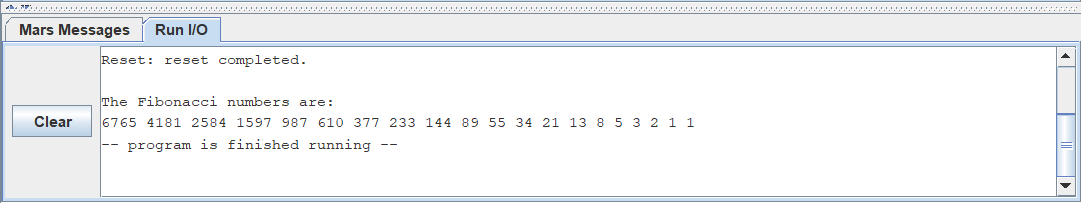 Mars Messages Run I/O
Reset: reset completed.
The Fibonacci numbers are:
Clear
6765 4181 2584 1597 987 610 377 233 144 89 55 34 21 13 8 5 3 2 1 1
-- program is finished running --